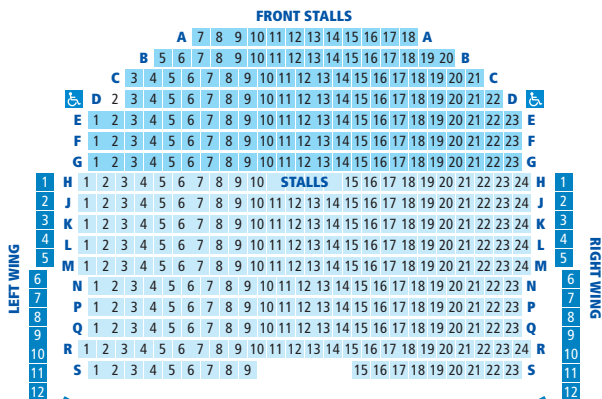 FRONT STALLS
A 7 8 9 10 11 12 13 14 15 16 17 18 A
B 5 6 7 8 9 10 11 12 13 14 15 16 17 18 19 20 B
C 3 4 5 6 7 8 9 10 11 12 13 14 15 16 17 18 19 20 21 C
D 2 3 4 5 6 7 8 9 10 11 12 13 14 15 16 17 18 19 20 21 22 D
E 1 2 3 4 5 6 7 8 9 10 11 12 13 14 15 16 17 18 19 20 21 22 23 E
F 1 2 3 4 5 6 7 8 9 10 11 12 13 14 15 16 17 18 19 20 21 22 23 F
G 1 2 3 4 5 6 7 8 9 10 11 12 13 14 15 16 17 18 19 20 21 22 23 G
1 H 1 2 3 4 5 6 7 8 9 10 STALLS 15 16 17 18 19 20 21 22 23 24 H 1
2 J 1 2 3 4 5 6 7 8 9 10 11 12 13 14 15 16 17 18 19 20 21 22 23 24 J 2
3 K 1 2 3 4 5 6 7 8 9 10 11 12 13 14 15 16 17 18 19 20 21 22 23 24 K 3
4 L 1 2 3 4 5 6 7 8 9 10 11 12 13 14 15 16 17 18 19 20 21 22 23 24 L 4
5 M 1 2 3 4 5 6 7 8 9 10 11 12 13 14 15 16 17 18 19 20 21 22 23 24 M 5
6 N 1 2 3 4 5 6 7 8 9 10 11 12 13 14 15 16 17 18 19 20 21 22 23 N 6
7 P 1 2 3 4 5 6 7 8 9 10 11 12 13 14 15 16 17 18 19 20 21 22 23 P 7
8 Q 1 2 3 4 5 6 7 8 9 10 11 12 13 14 15 16 17 18 19 20 21 22 23 Q 8
9 R 1 2 3 4 5 6 7 8 9 10 11 12 13 14 15 16 17 18 19 20 21 22 23 24 R 9
10 S 1 2 3 4 5 6 7 8 9 15 16 17 18 19 20 21 22 23 S 10
11 11
12 12
LEFT WING
RIGHT WING